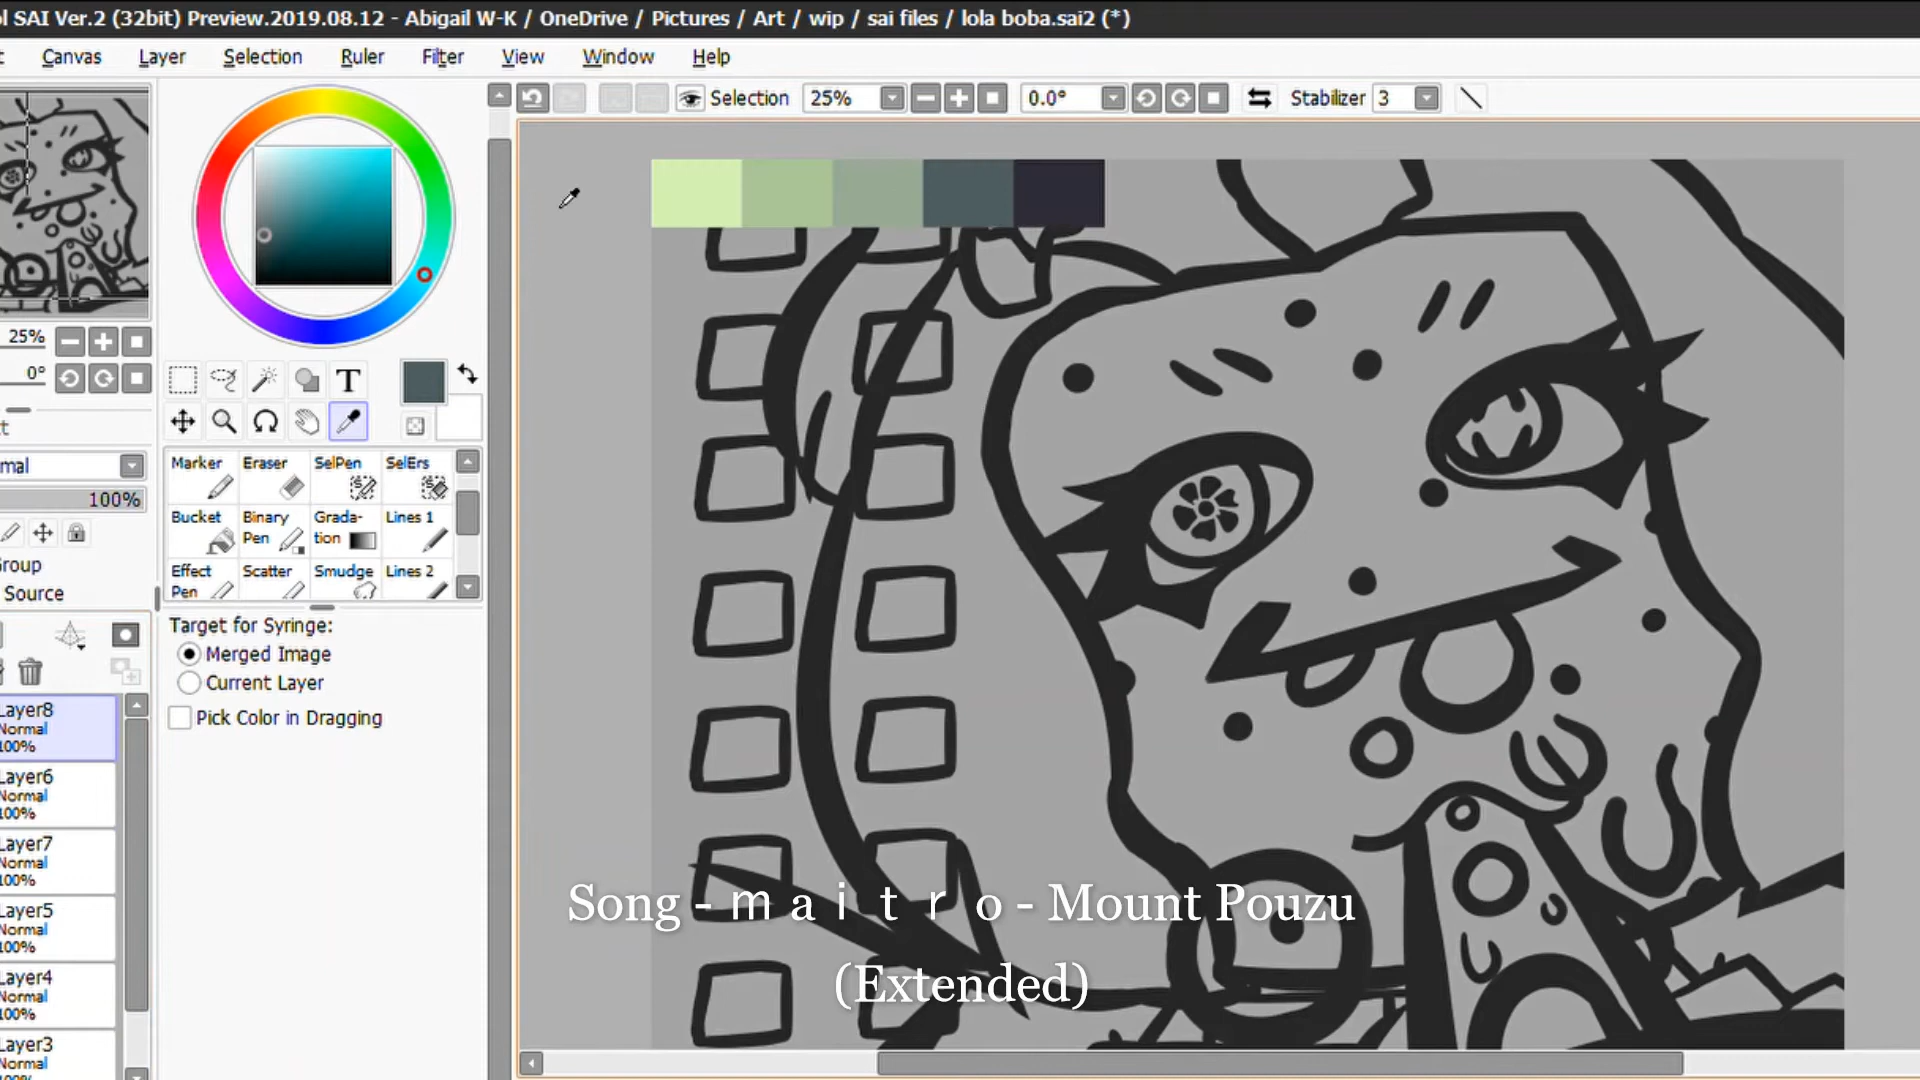 l SAI Ver.2 (32bit) Preview.2019.08.12 - Abigail W-K / OneDrive / Pictures / Art / wip / sai files / lola boba.sai2 (*)
Canvas Layer Selection Ruler Filter View Window Help
Selection 25% 0.0° Stabilizer 3
25%
0°
T
mal
100%
Marker Eraser SelPen SelErs
Bucket Binary Pen Grada-tion Lines 1
Effect Pen Scatter Smudge Lines 2
Group
Source
Target for Syringe:
Merged Image
Current Layer
Pick Color in Dragging
Layer8
Normal
100%
Layer6
Normal
100%
Layer7
Normal
100%
Layer5
Normal
100%
Layer4
Normal
100%
Layer3
Normal
Song - m a i t r o - Mount Pouzu
(Extended)